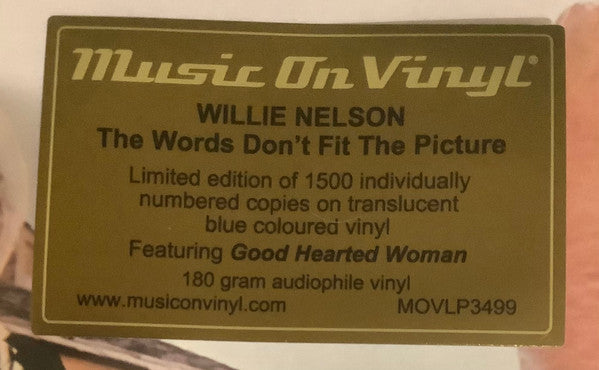 Music On Vinyl®
WILLIE NELSON
The Words Don't Fit The Picture
Limited edition of 1500 individually
numbered copies on translucent
blue coloured vinyl
Featuring Good Hearted Woman
180 gram audiophile vinyl
www.musiconvinyl.com MOVLP3499